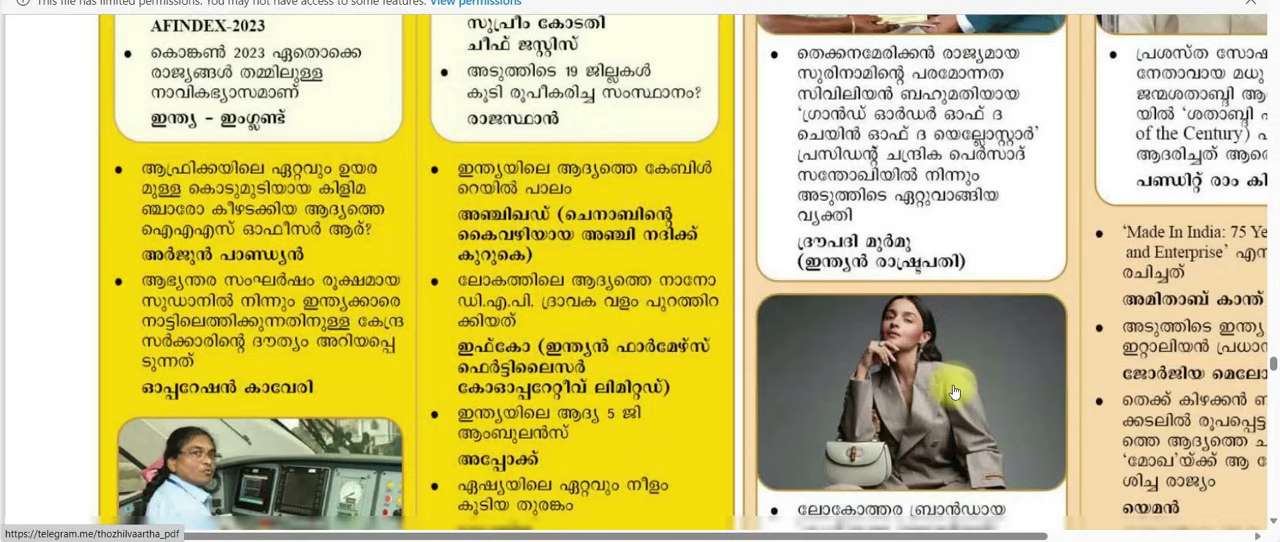 This file has limited permissions. You may not have access to some features. View permissions
AFINDEX-2023
• കൊങ്കൺ 2023 ഏതൊക്കെ
രാജ്യങ്ങൾ തമ്മിലുള്ള
നാവികഭ്യാസമാണ്
ഇന്ത്യ - ഇംഗ്ലണ്ട്
• ആഫ്രിക്കയിലെ ഏറ്റവും ഉയര
മുള്ള കൊടുമുടിയായ കിളിമ
ഞ്ചാരോ കീഴടക്കിയ ആദ്യത്തെ
ഐഎഎസ് ഓഫീസർ ആര്?
അർജുൻ പാണ്ഡ്യൻ
• ആഭ്യന്തര സംഘർഷം രൂക്ഷമായ
സുഡാനിൽ നിന്നും ഇന്ത്യക്കാരെ
നാട്ടിലെത്തിക്കുന്നതിനുള്ള കേന്ദ്ര
സർക്കാരിന്റെ ദൗത്യം അറിയപ്പെ
ടുന്നത്
ഓപ്പറേഷൻ കാവേരി
സുപ്രീം കോടതി
ചീഫ് ജസ്റ്റിസ്
• അടുത്തിടെ 19 ജില്ലകൾ
കൂടി രൂപീകരിച്ച സംസ്ഥാനം?
രാജസ്ഥാൻ
• ഇന്ത്യയിലെ ആദ്യത്തെ കേബിൾ
റെയിൽ പാലം
അഞ്ചിഖഡ് (ചെനാബിന്റെ
കൈവഴിയായ അഞ്ചി നദിക്ക്
കുറുകെ)
• ലോകത്തിലെ ആദ്യത്തെ നാനോ
ഡി.എ.പി. ദ്രാവക വളം പുറത്തിറ
ക്കിയത്
ഇഫ്കോ (ഇന്ത്യൻ ഫാർമേഴ്സ്
ഫെർട്ടിലൈസർ
കോഓപ്പറേറ്റീവ് ലിമിറ്റഡ്)
• ഇന്ത്യയിലെ ആദ്യ 5 ജി
ആംബുലൻസ്
അപ്പോക്ക്
• ഏഷ്യയിലെ ഏറ്റവും നീളം
കൂടിയ തുരങ്കം
• തെക്കനമേരിക്കൻ രാജ്യമായ
സുരിനാമിന്റെ പരമോന്നത
സിവിലിയൻ ബഹുമതിയായ
‘ഗ്രാൻഡ് ഓർഡർ ഓഫ് ദ
ചെയിൻ ഓഫ് ദ യെല്ലോസ്റ്റാർ’
പ്രസിഡന്റ് ചന്ദ്രിക പെർസാദ്
സന്തോഖിയിൽ നിന്നും
അടുത്തിടെ ഏറ്റുവാങ്ങിയ
വ്യക്തി
ദ്രൗപദി മുർമു
(ഇന്ത്യൻ രാഷ്ട്രപതി)
• ലോകോത്തര ബ്രാൻഡായ
• പ്രശസ്ത സോഷ
നേതാവായ മധു
ജന്മശതാബ്ദി ആ
യിൽ ‘ശതാബ്ദി
of the Century)
ആദരിച്ചത്
പണ്ഡിറ്റ് രാം കി
• ‘Made In India: 75 Ye
and Enterprise’ എന
രചിച്ചത്
അമിതാബ് കാന്ത്
• അടുത്തിടെ ഇന്ത്യ
ഇറ്റാലിയൻ പ്രധാന
ജോർജിയ മെലോ
• തെക്ക് കിഴക്കൻ
ക്കടലിൽ രൂപപ്പെട്ട
ത്തെ ആദ്യത്തെ ച
‘മോഖ’യ്ക്ക് ആ
ശിച്ച രാജ്യം
യെമൻ
https://telegram.me/thozhilvaartha_pdf